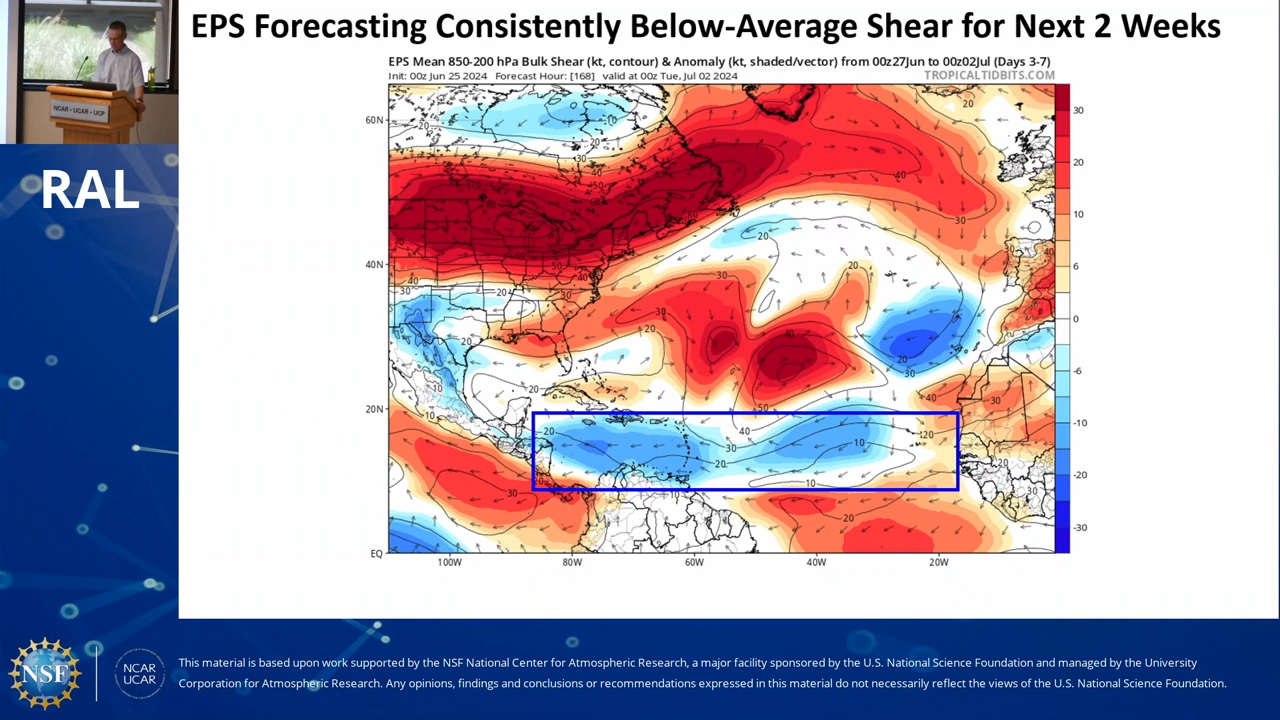 EPS Forecasting Consistently Below-Average Shear for Next 2 Weeks
EPS Mean 850-200 hPa Bulk Shear (kt, contour) & Anomaly (kt, shaded/vector) from 00z27Jun to 00z02Jul (Days 3-7)
Init: 00z Jun 25 2024 Forecast Hour: [168] valid at 00z Tue, Jul 02 2024
TROPICALTIDBITS.COM
NCAR - UCAR - UCP
RAL
60N
40N
20N
EQ
100W
80W
60W
40W
20W
30
20
10
6
0
-6
-10
-20
-30
NSF
NCAR
UCAR
This material is based upon work supported by the NSF National Center for Atmospheric Research, a major facility sponsored by the U.S. National Science Foundation and managed by the University
Corporation for Atmospheric Research. Any opinions, findings and conclusions or recommendations expressed in this material do not necessarily reflect the views of the U.S. National Science Foundation.